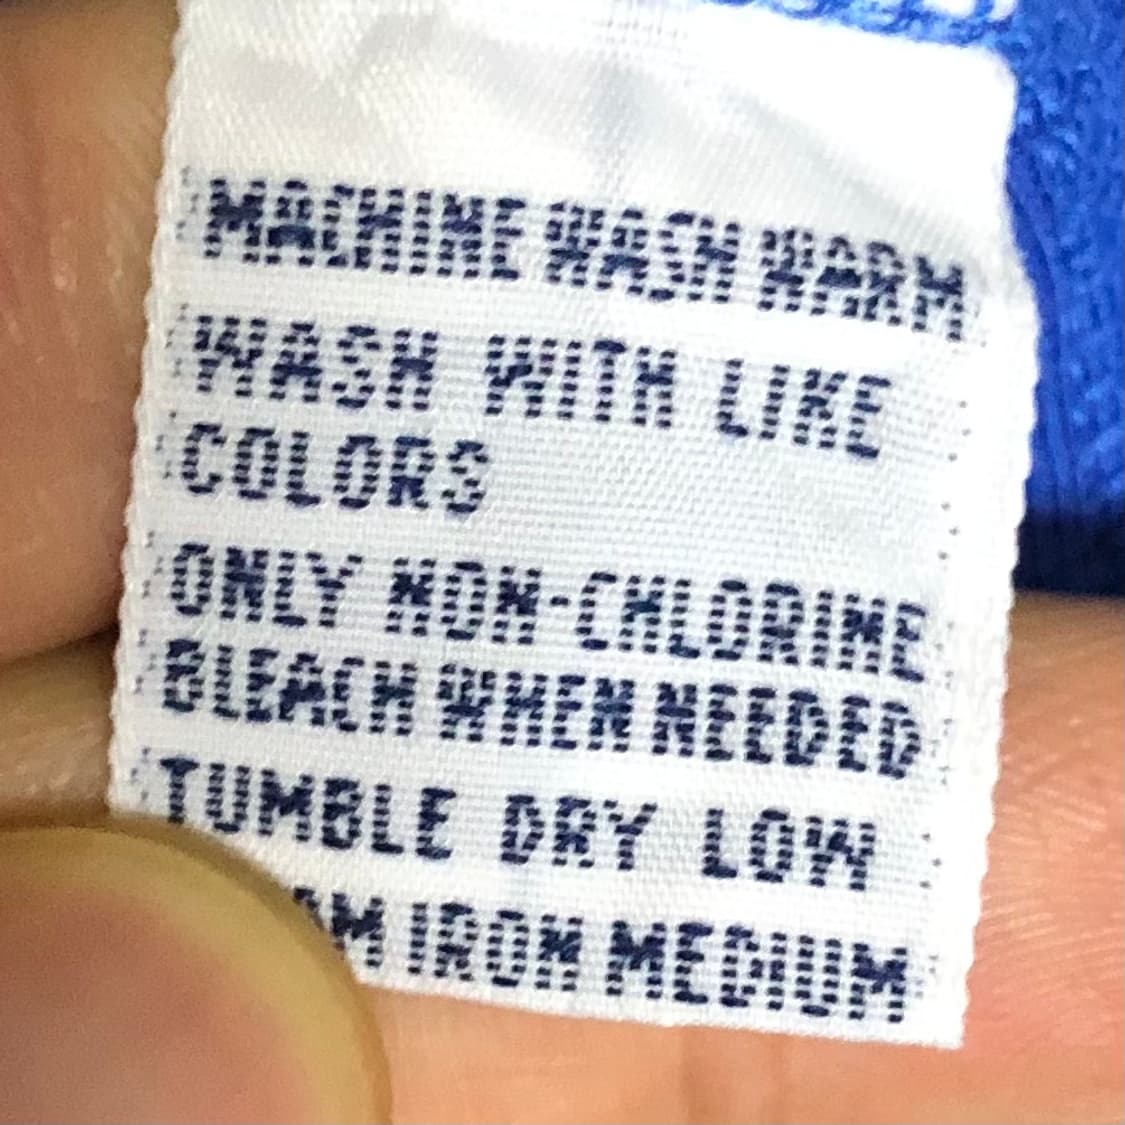 MACHINE WASH WARM
WASH WITH LIKE
COLORS
ONLY NON-CHLORINE
BLEACH WHEN NEEDED
TUMBLE DRY LOW
IRON MEDIUM